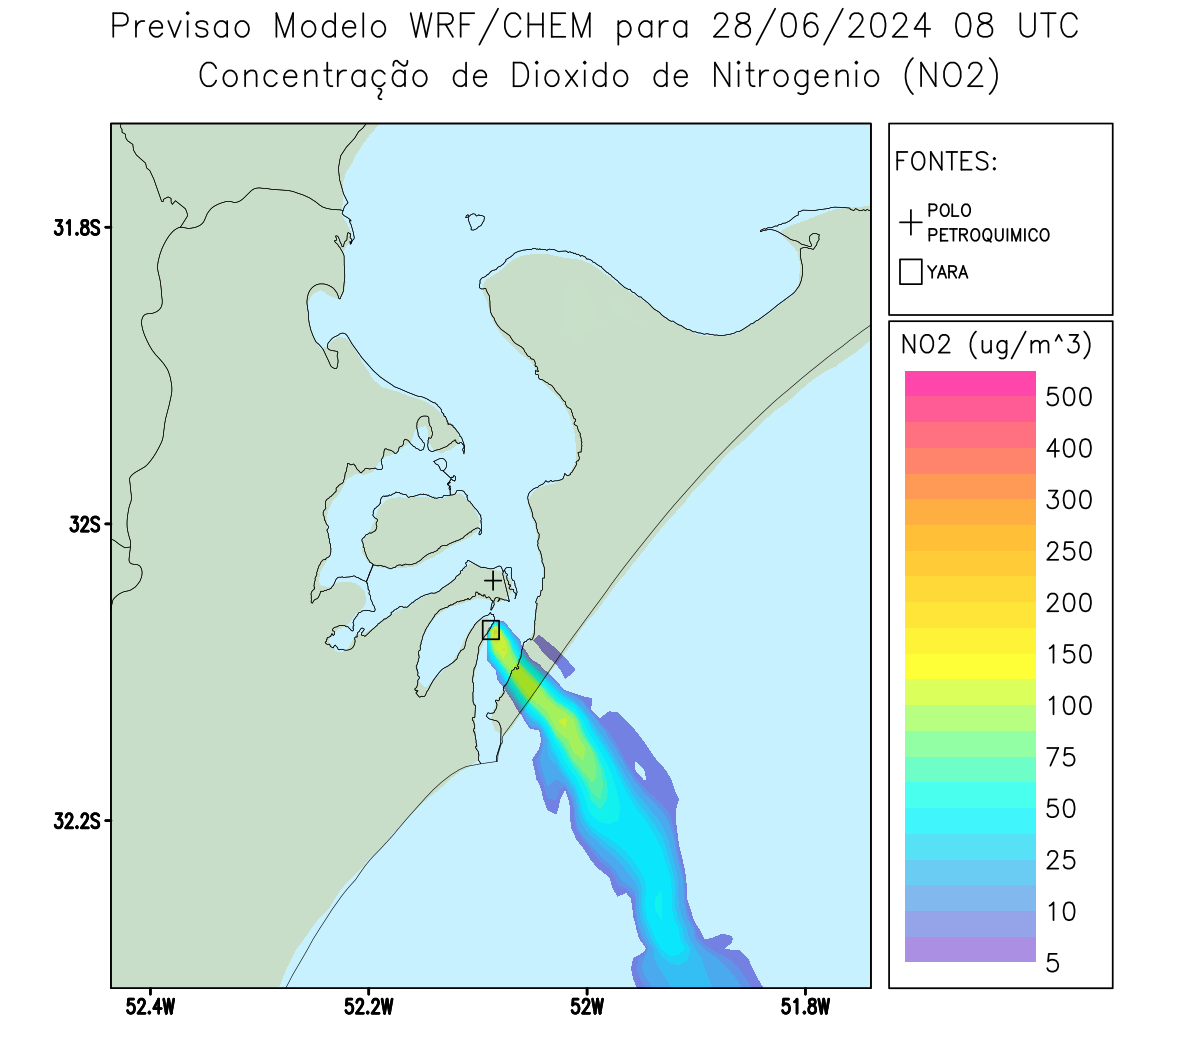 Previsao Modelo WRF/CHEM para 28/06/2024 08 UTC
Concentração de Dioxido de Nitrogenio (NO2)
FONTES:
POLO
PETROQUIMICO
YARA
31.8S
32S
32.2S
52.4W
52.2W
52W
51.8W
NO2 (ug/m^3)
500
400
300
250
200
150
100
75
50
25
10
5